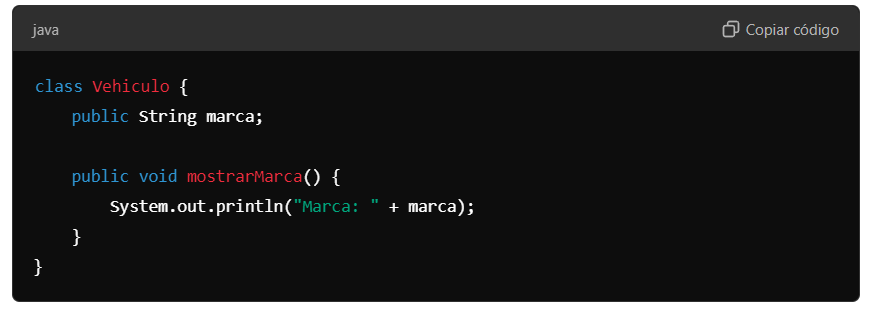 java
Copiar código
class Vehiculo {
    public String marca;

    public void mostrarMarca() {
        System.out.println("Marca: " + marca);
    }
}